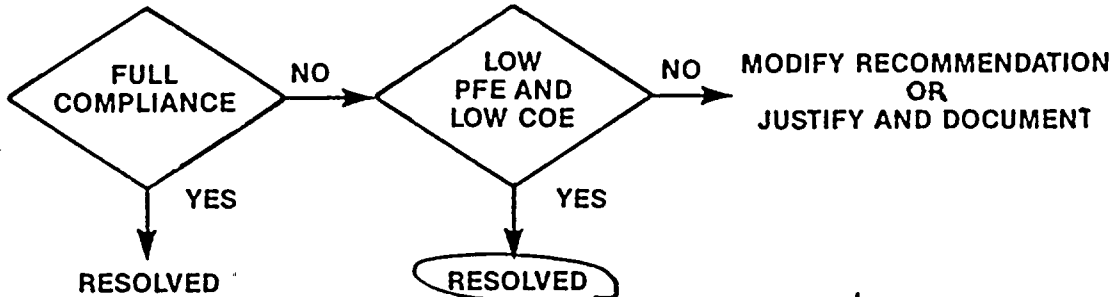 FULL
COMPLIANCE
NO
LOW
PFE AND
LOW COE
NO
MODIFY RECOMMENDATION
OR
JUSTIFY AND DOCUMENT
YES
YES
RESOLVED
RESOLVED